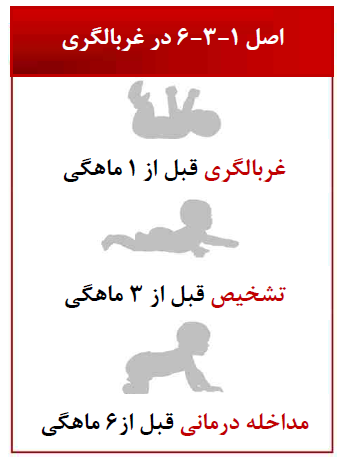 اصل ۱-۳-۶ در غربالگری
غربالگری قبل از ۱ ماهگی
تشخیص قبل از ۳ ماهگی
مداخله درمانی قبل از۶ ماهگی